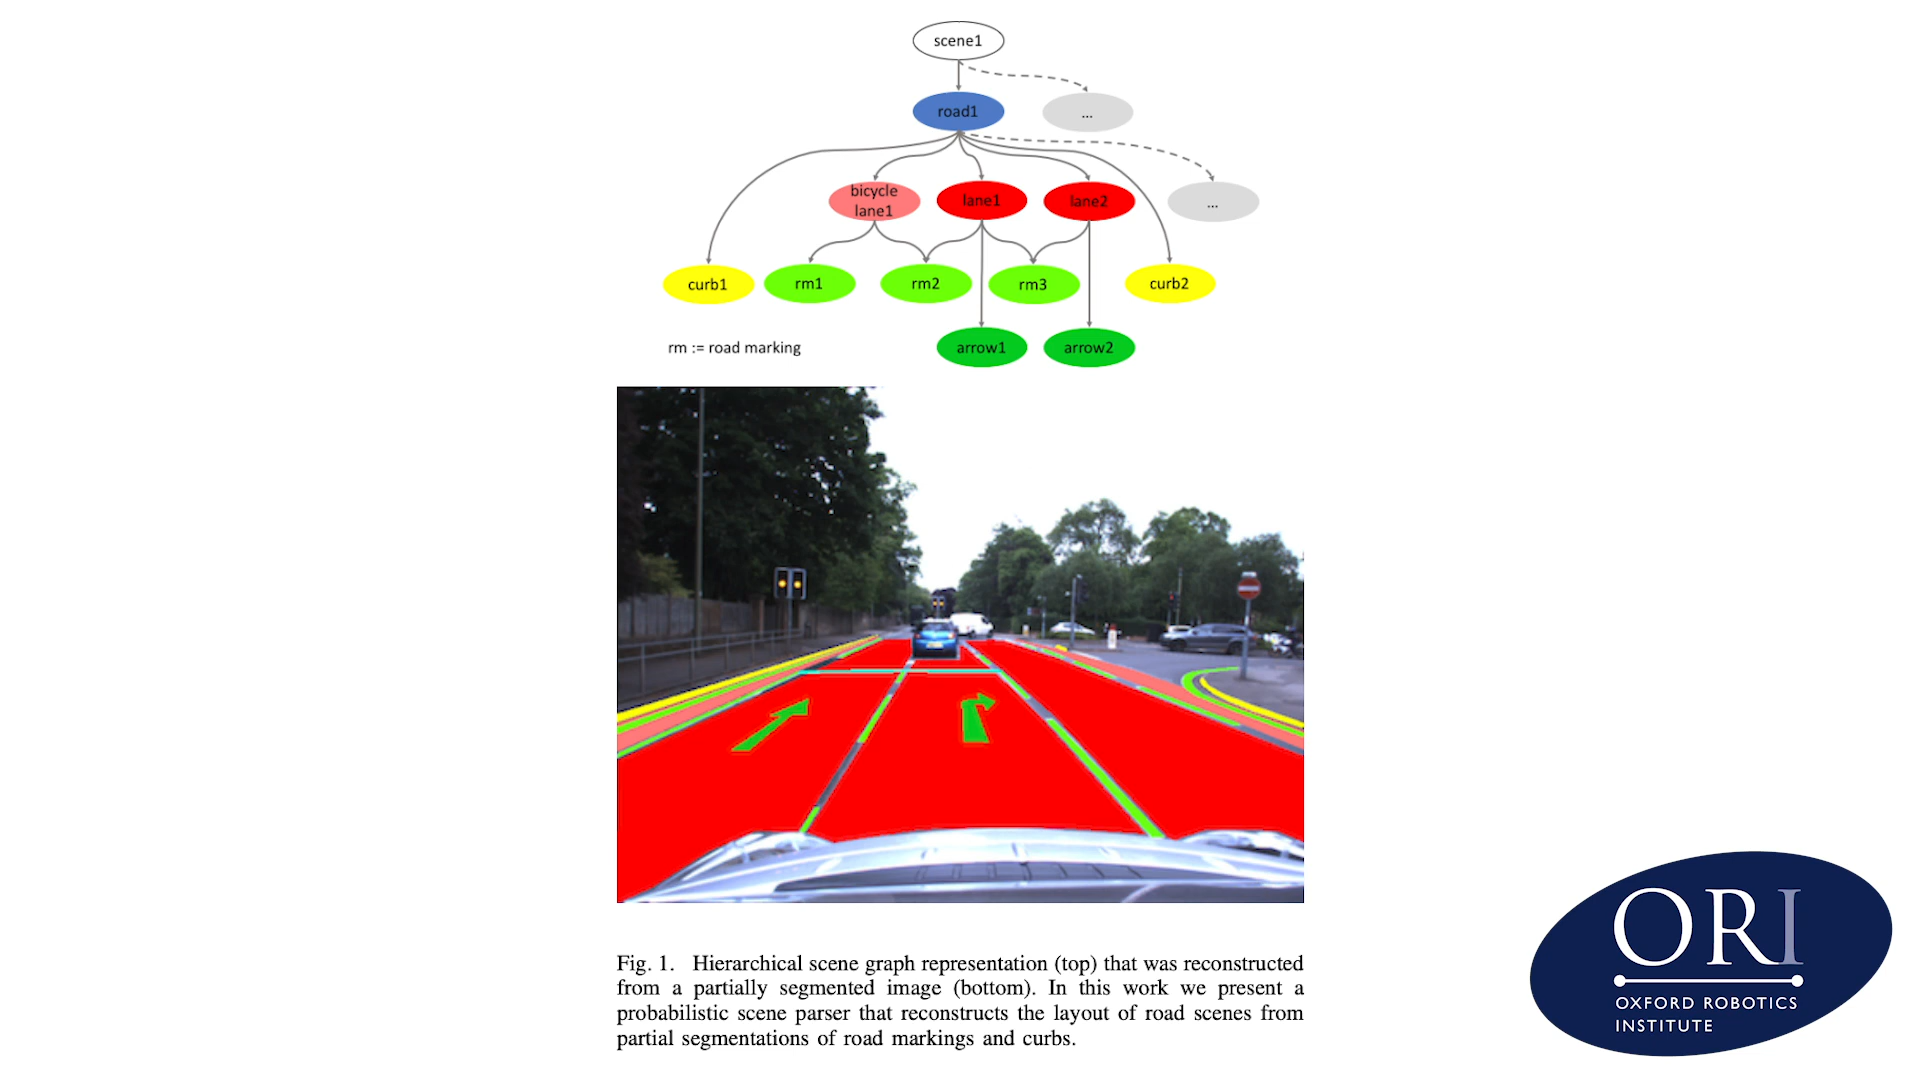 scene1
road1
...
bicycle
lane1
lane1
lane2
...
curb1
rm1
rm2
rm3
curb2
rm := road marking
arrow1
arrow2
Fig. 1. Hierarchical scene graph representation (top) that was reconstructed
from a partially segmented image (bottom). In this work we present a
probabilistic scene parser that reconstructs the layout of road scenes from
partial segmentations of road markings and curbs.
ORI
OXFORD ROBOTICS
INSTITUTE